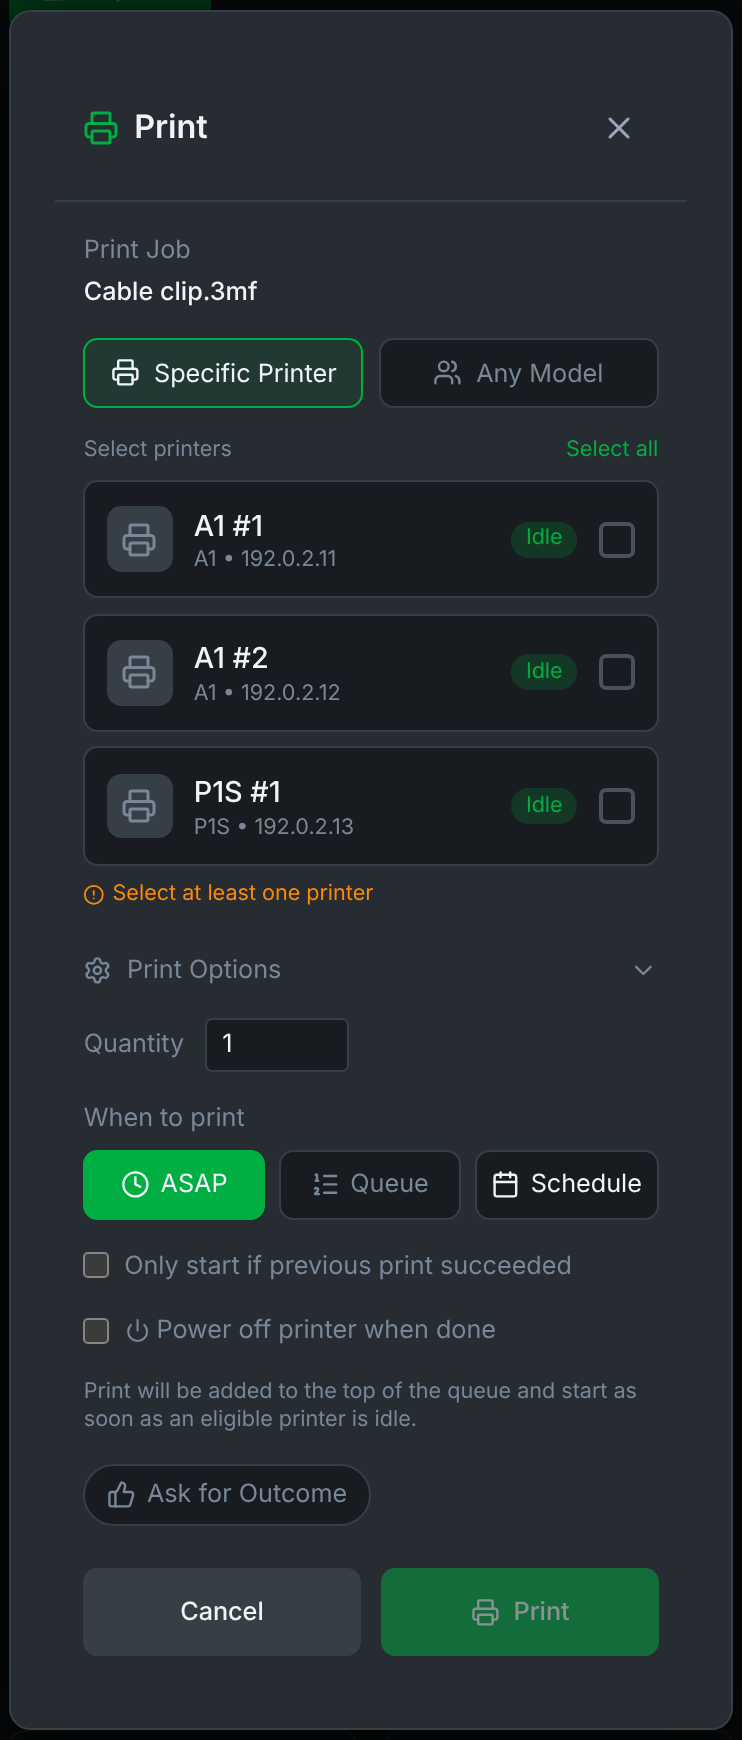 Print
Print Job
Cable clip.3mf
Specific Printer
Any Model
Select printers
Select all
A1 #1
A1 • 192.0.2.11
Idle
A1 #2
A1 • 192.0.2.12
Idle
P1S #1
P1S • 192.0.2.13
Idle
Select at least one printer
Print Options
Quantity
1
When to print
ASAP
Queue
Schedule
Only start if previous print succeeded
Power off printer when done
Print will be added to the top of the queue and start as
soon as an eligible printer is idle.
Ask for Outcome
Cancel
Print